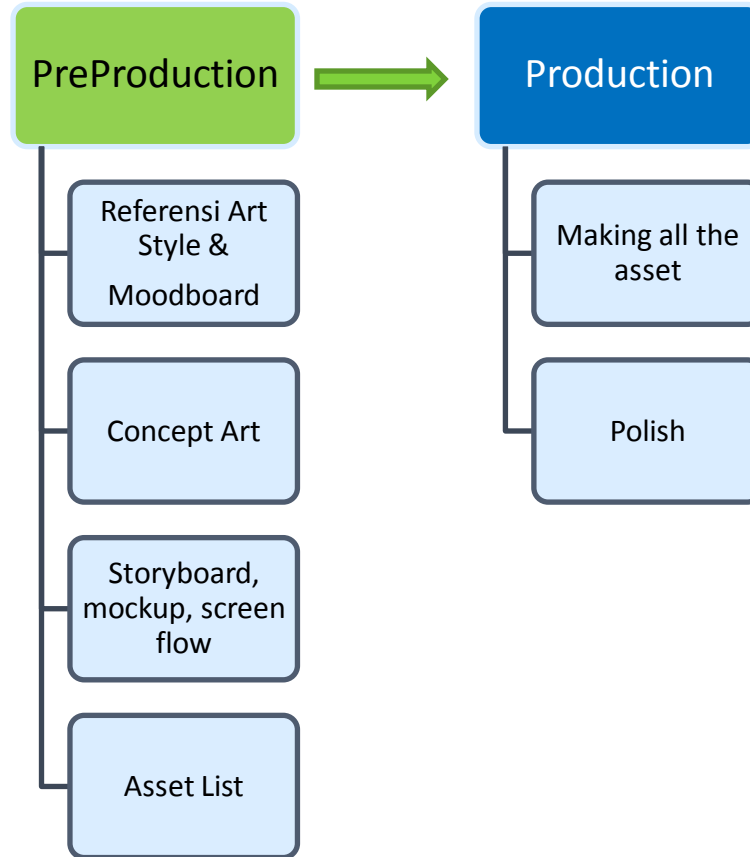 PreProduction
Referensi Art
Style &
Moodboard
Concept Art
Storyboard,
mockup, screen
flow
Asset List
Production
Making all the
asset
Polish